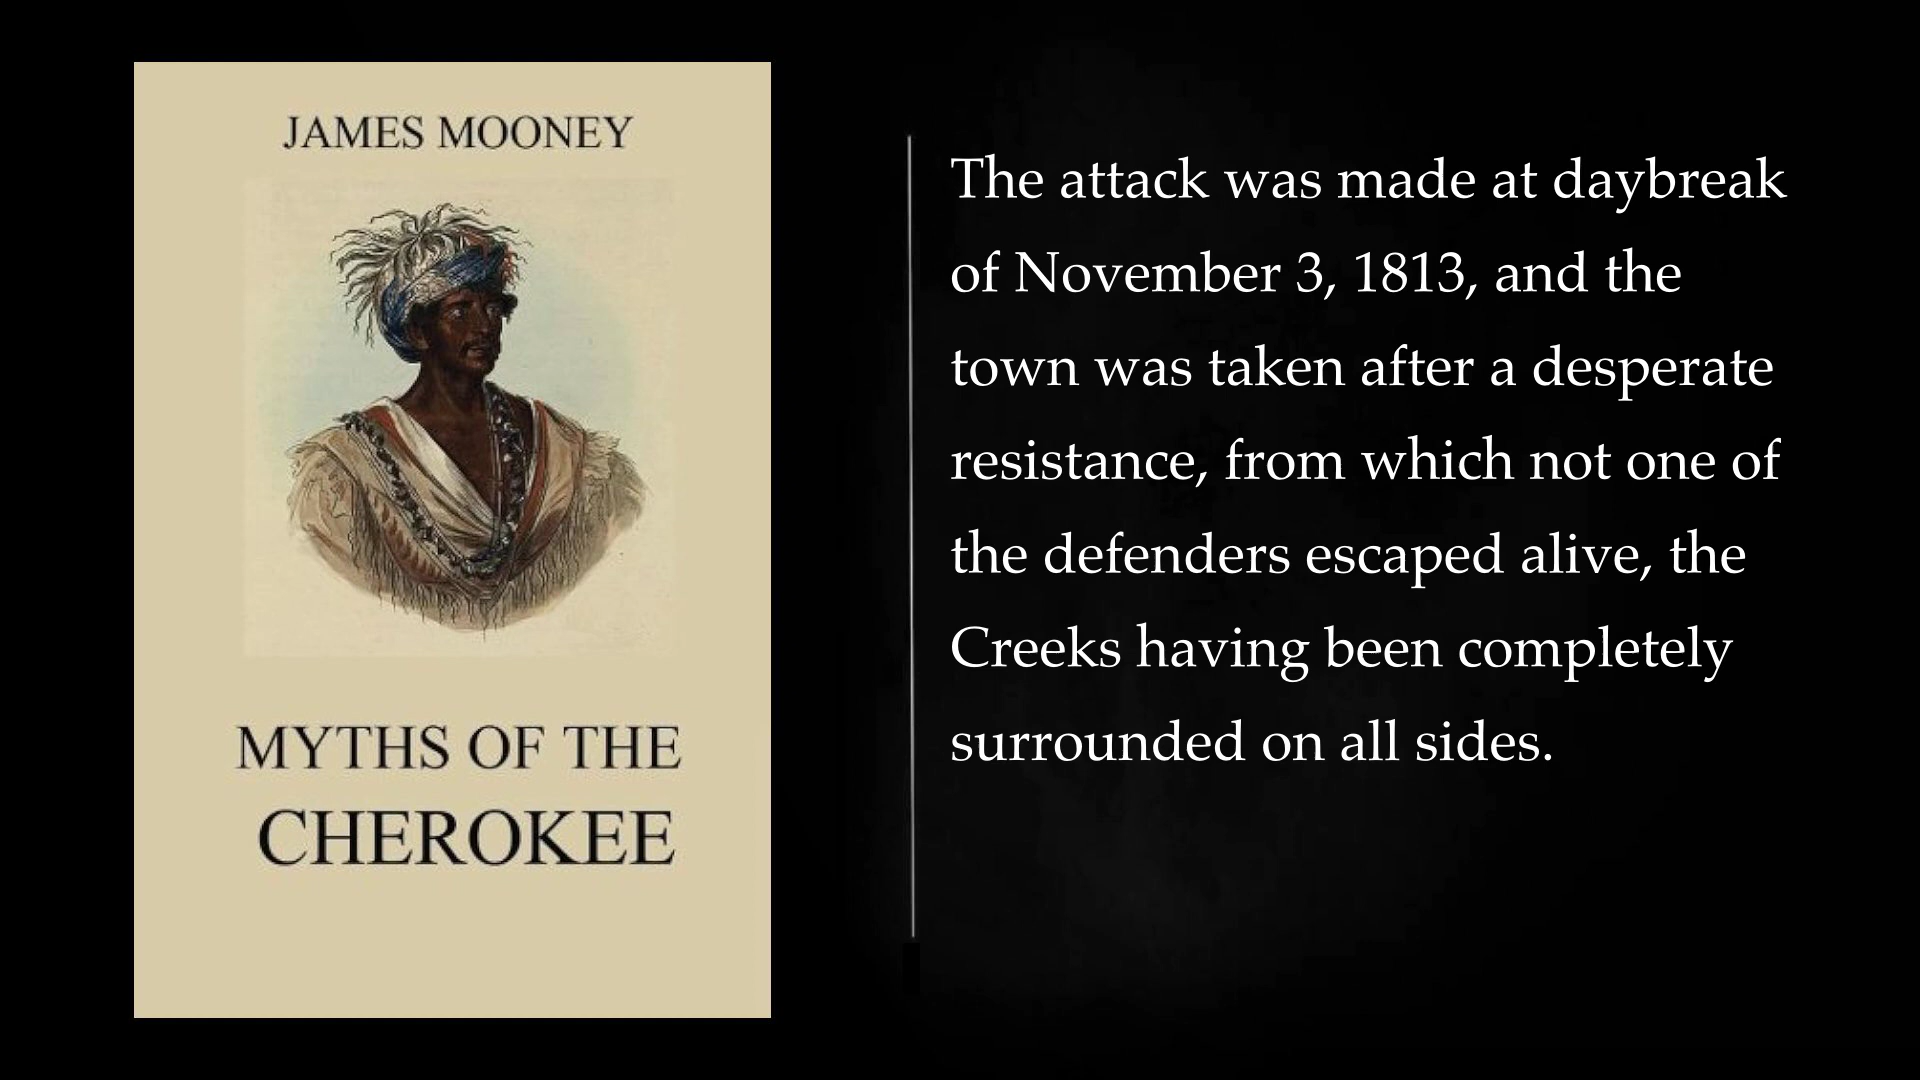 JAMES MOONEY
MYTHS OF THE
CHEROKEE
The attack was made at daybreak
of November 3, 1813, and the
town was taken after a desperate
resistance, from which not one of
the defenders escaped alive, the
Creeks having been completely
surrounded on all sides.